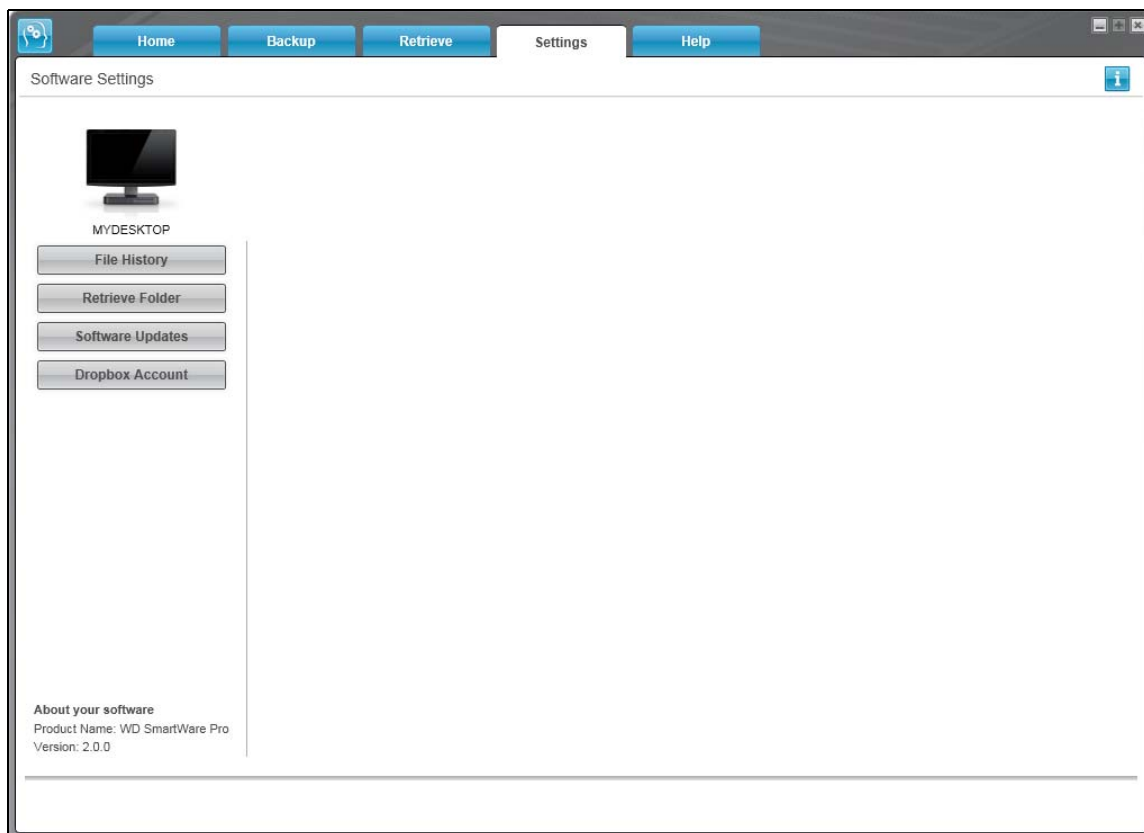 Home Backup Retrieve Settings Help
Software Settings
i
MYDESKTOP
File History
Retrieve Folder
Software Updates
Dropbox Account
About your software
Product Name: WD SmartWare Pro
Version: 2.0.0